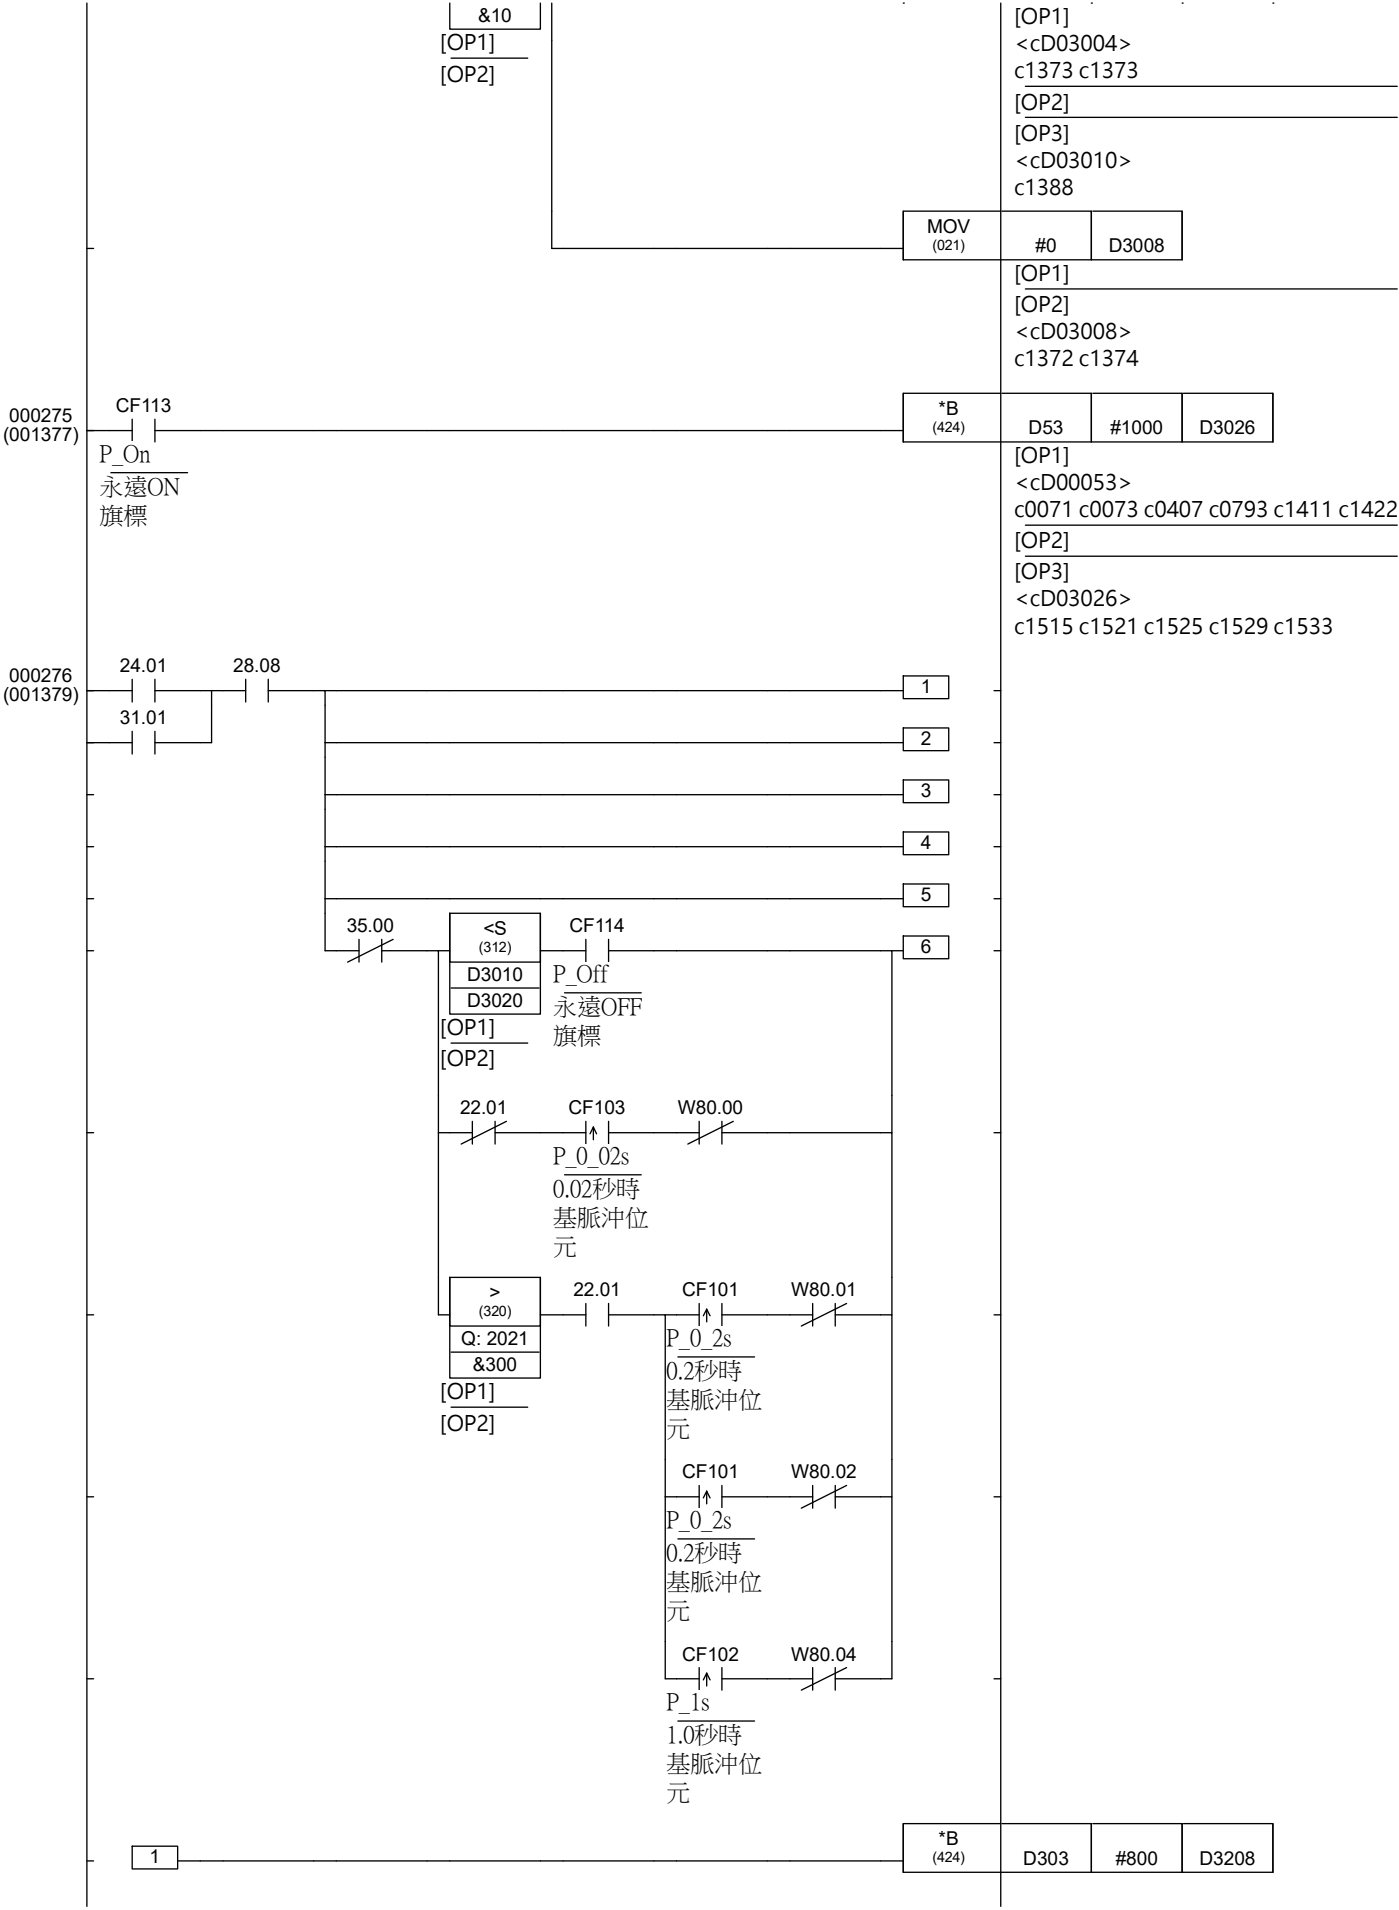 &10
[OP1]
[OP2]
[OP1]
<cD03004>
c1373 c1373
[OP2]
[OP3]
<cD03010>
c1388
MOV
(021)
#0
D3008
[OP1]
[OP2]
<cD03008>
c1372 c1374
000275
(001377)
CF113
P_On
永遠ON
旗標
*B
(424)
D53
#1000
D3026
[OP1]
<cD00053>
c0071 c0073 c0407 c0793 c1411 c1422
[OP2]
[OP3]
<cD03026>
c1515 c1521 c1525 c1529 c1533
000276
(001379)
24.01
28.08
1
31.01
2
3
4
5
35.00
<S
(312)
D3010
D3020
[OP1]
[OP2]
CF114
P_Off
永遠OFF
旗標
6
22.01
CF103
P_0_02s
0.02秒時
基脈沖位
元
W80.00
>
(320)
Q: 2021
&300
[OP1]
[OP2]
22.01
CF101
P_0_2s
0.2秒時
基脈沖位
元
W80.01
CF101
P_0_2s
0.2秒時
基脈沖位
元
W80.02
CF102
P_1s
1.0秒時
基脈沖位
元
W80.04
1
*B
(424)
D303
#800
D3208